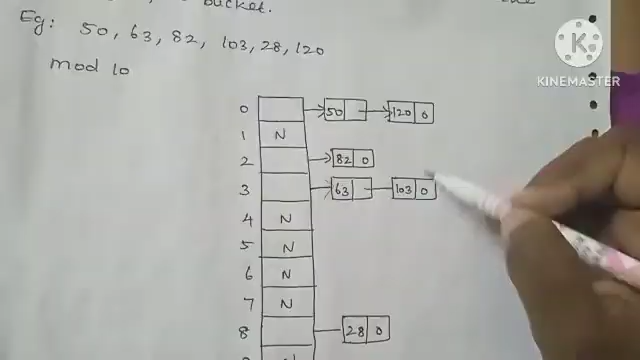 bucket.
Eg: 50, 63, 82, 103, 28, 120
mod 10
K
KINEMASTER
0 50 120 0
1 N
2 82 0
3 63 103 0
4 N
5 N
6 N
7 N
8 28 0